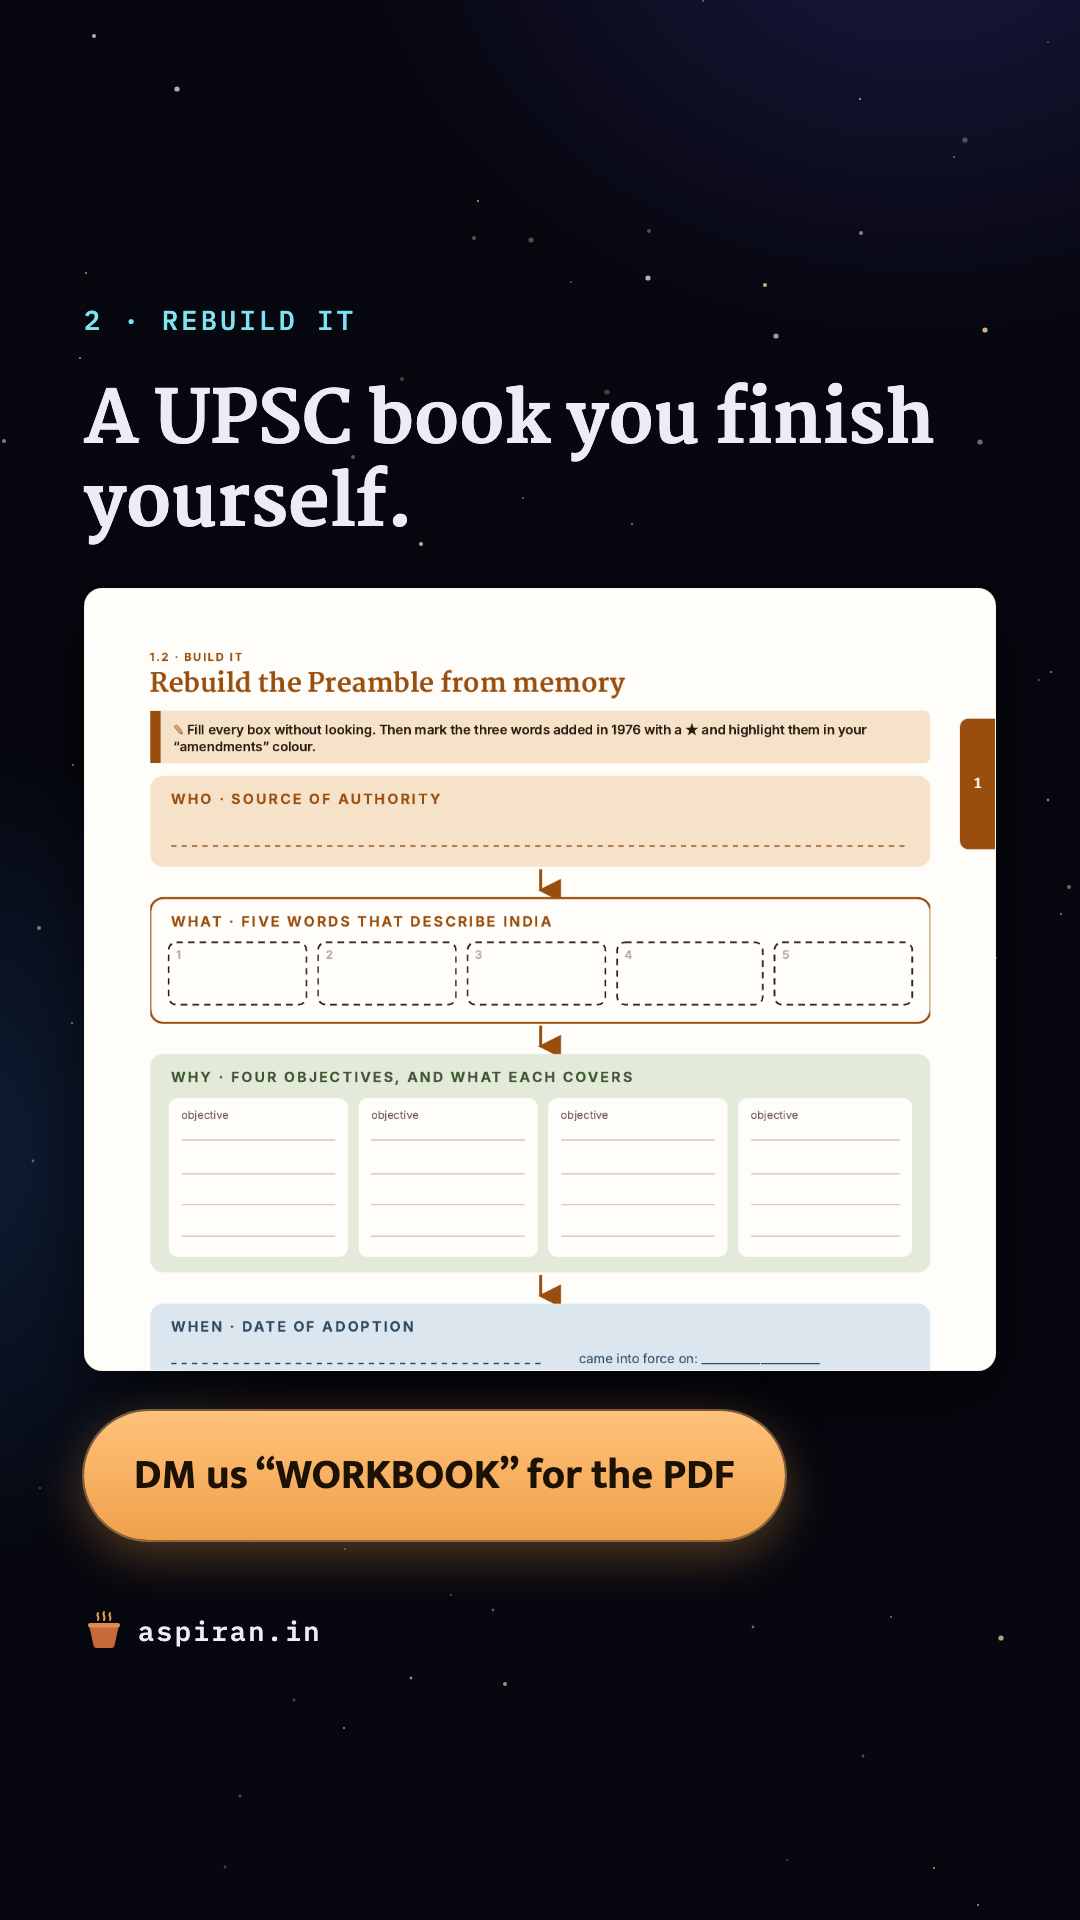 2 · REBUILD IT
A UPSC book you finish
yourself.
1.2 · BUILD IT
Rebuild the Preamble from memory
✎ Fill every box without looking. Then mark the three words added in 1976 with a ★ and highlight them in your
“amendments” colour.
1
WHO · SOURCE OF AUTHORITY
WHAT · FIVE WORDS THAT DESCRIBE INDIA
1 2 3 4 5
WHY · FOUR OBJECTIVES, AND WHAT EACH COVERS
objective objective objective objective
WHEN · DATE OF ADOPTION
came into force on:
DM us “WORKBOOK” for the PDF
aspiran.in